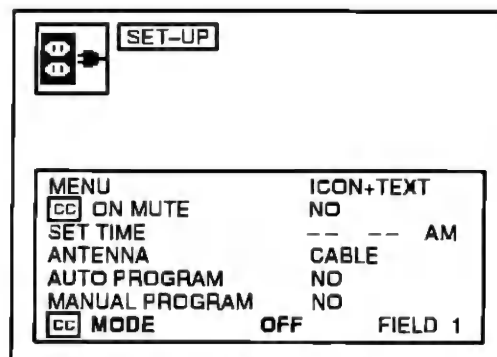 SET-UP
MENU ICON+TEXT
CC ON MUTE NO
SET TIME -- -- AM
ANTENNA CABLE
AUTO PROGRAM NO
MANUAL PROGRAM NO
CC MODE OFF FIELD 1